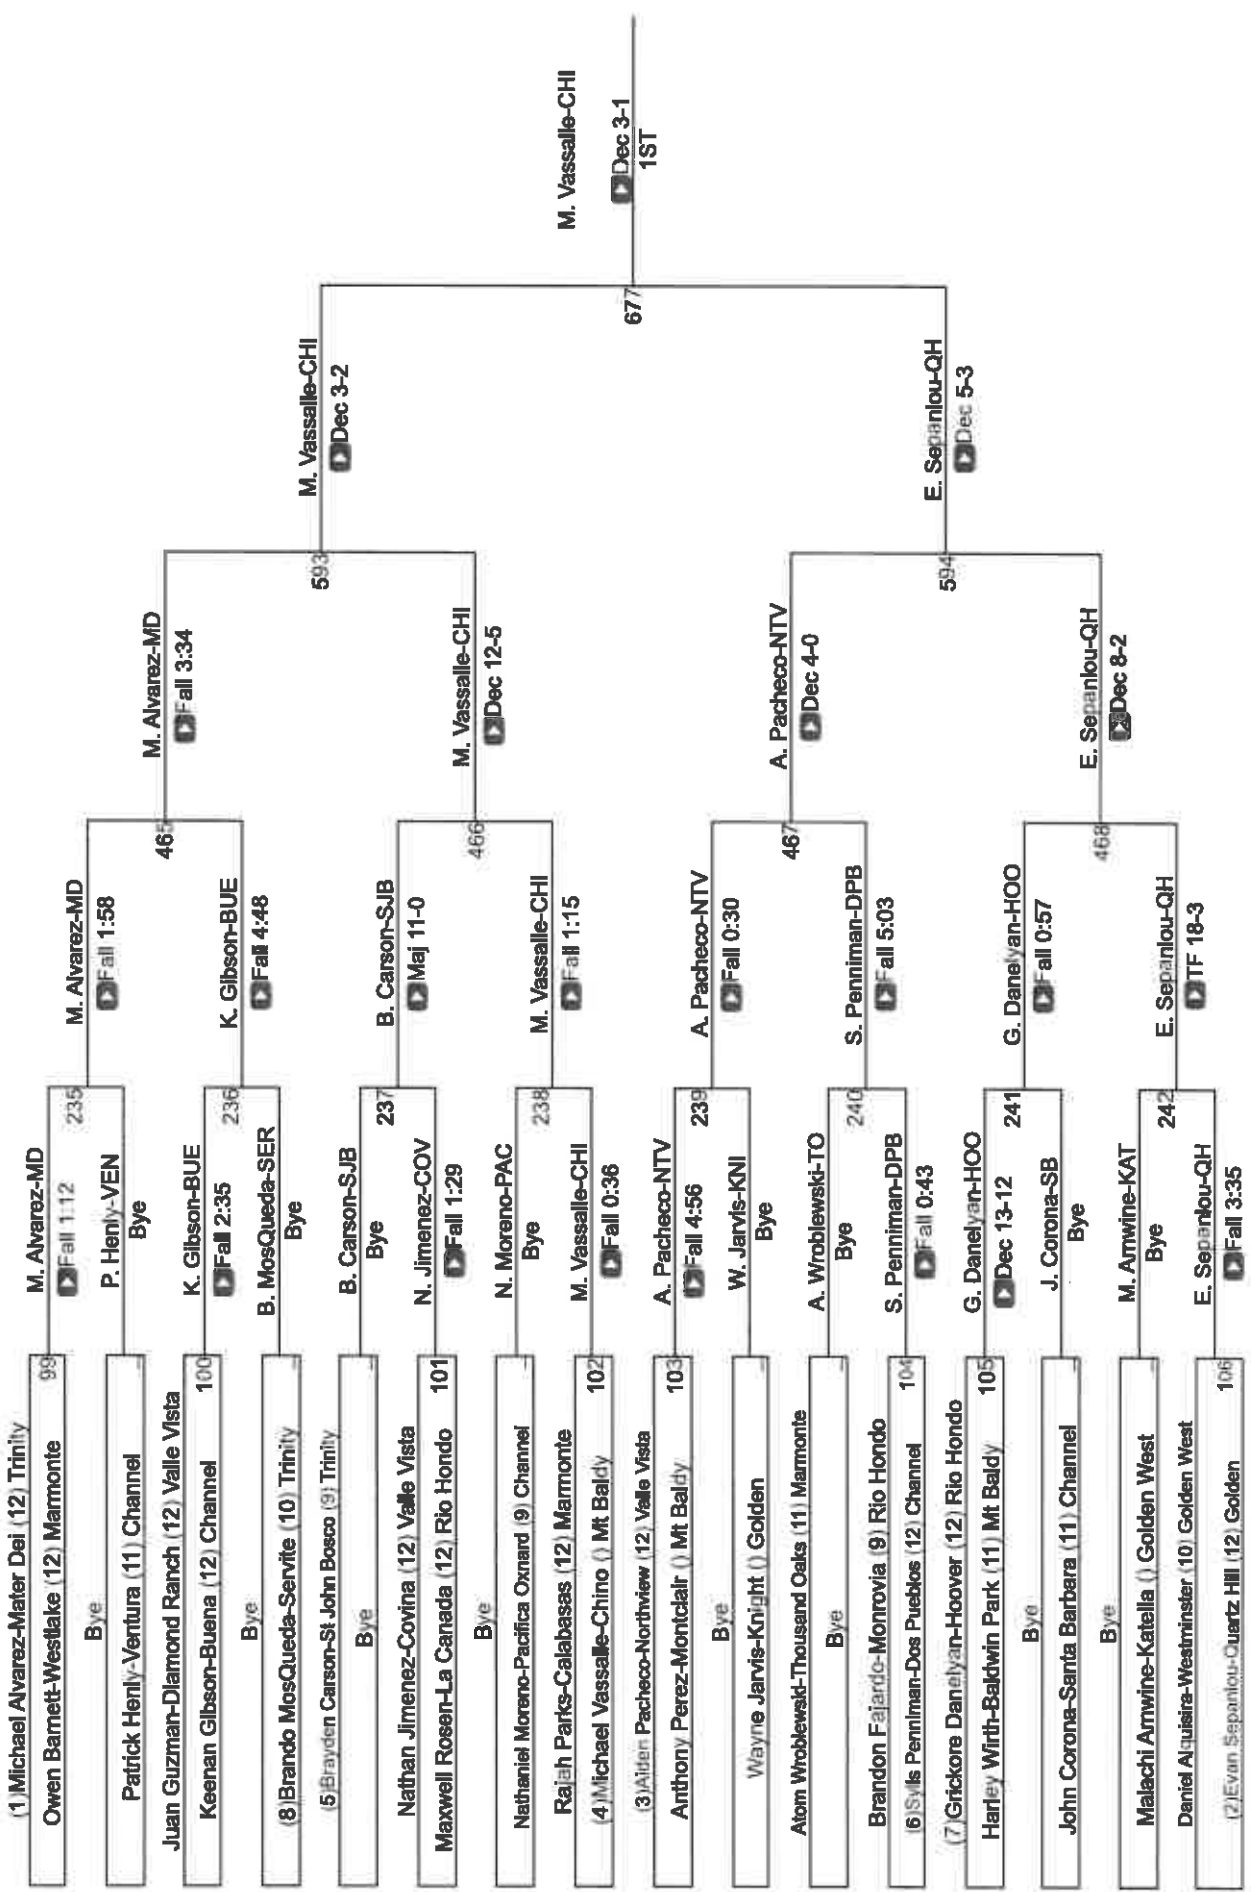 (1)Michael Alvarez-Mater Dei (12) Trinity
99
Owen Barnett-Westlake (12) Marmonte
Bye
Patrick Henly-Ventura (11) Channel
Juan Guzman-Diamond Ranch (12) Valle Vista
100
Keenan Gibson-Buena (12) Channel
Bye
(8)Brando MosQueda-Servite (10) Trinity
(5)Brayden Carson-St John Bosco (9) Trinity
Bye
Nathan Jimenez-Covina (12) Valle Vista
101
Maxwell Rosen-La Canada (12) Rio Hondo
Bye
Nathaniel Moreno-Pacifica Oxnard (9) Channel
Rajah Parks-Calabasas (12) Marmonte
102
(4)Michael Vassalle-Chino () Mt Baldy
(3)Aiden Pacheco-Northview (12) Valle Vista
103
Anthony Perez-Montclair () Mt Baldy
Bye
Wayne Jarvis-Knight () Golden
Atom Wroblewski-Thousand Oaks (11) Marmonte
Bye
Brandon Fajardo-Monrovia (9) Rio Hondo
104
(6)Sylls Penniman-Dos Pueblos (12) Channel
(7)Grickore Danelyan-Hoover (12) Rio Hondo
105
Harley Wirth-Baldwin Park (11) Mt Baldy
Bye
John Corona-Santa Barbara (11) Channel
Bye
Malachi Amwine-Katella () Golden West
Daniel Alquisira-Westminster (10) Golden West
106
(2)Evan Sepanlou-Quartz Hill (12) Golden
M. Alvarez-MD
Fall 1:12
235
P. Henly-VEN
Bye
K. Gibson-BUE
Fall 2:35
236
B. MosQueda-SER
Bye
B. Carson-SJB
Bye
237
N. Jimenez-COV
Fall 1:29
N. Moreno-PAC
Bye
238
M. Vassalle-CHI
Fall 0:36
A. Pacheco-NTV
Fall 4:56
239
W. Jarvis-KNI
Bye
A. Wroblewski-TO
Bye
240
S. Penniman-DPB
Fall 0:43
G. Danelyan-HOO
Dec 13-12
241
J. Corona-SB
Bye
M. Amwine-KAT
Bye
242
E. Sepanlou-QH
Fall 3:35
M. Alvarez-MD
Fall 1:58
465
K. Gibson-BUE
Fall 4:48
B. Carson-SJB
Maj 11-0
466
M. Vassalle-CHI
Fall 1:15
A. Pacheco-NTV
Fall 0:30
467
S. Penniman-DPB
Fall 5:03
G. Danelyan-HOO
Fall 0:57
468
E. Sepanlou-QH
TF 18-3
M. Alvarez-MD
Fall 3:34
593
M. Vassalle-CHI
Dec 12-5
A. Pacheco-NTV
Dec 4-0
594
E. Sepanlou-QH
Dec 8-2
M. Vassalle-CHI
Dec 3-2
677
E. Sepanlou-QH
Dec 5-3
M. Vassalle-CHI
Dec 3-1
1ST